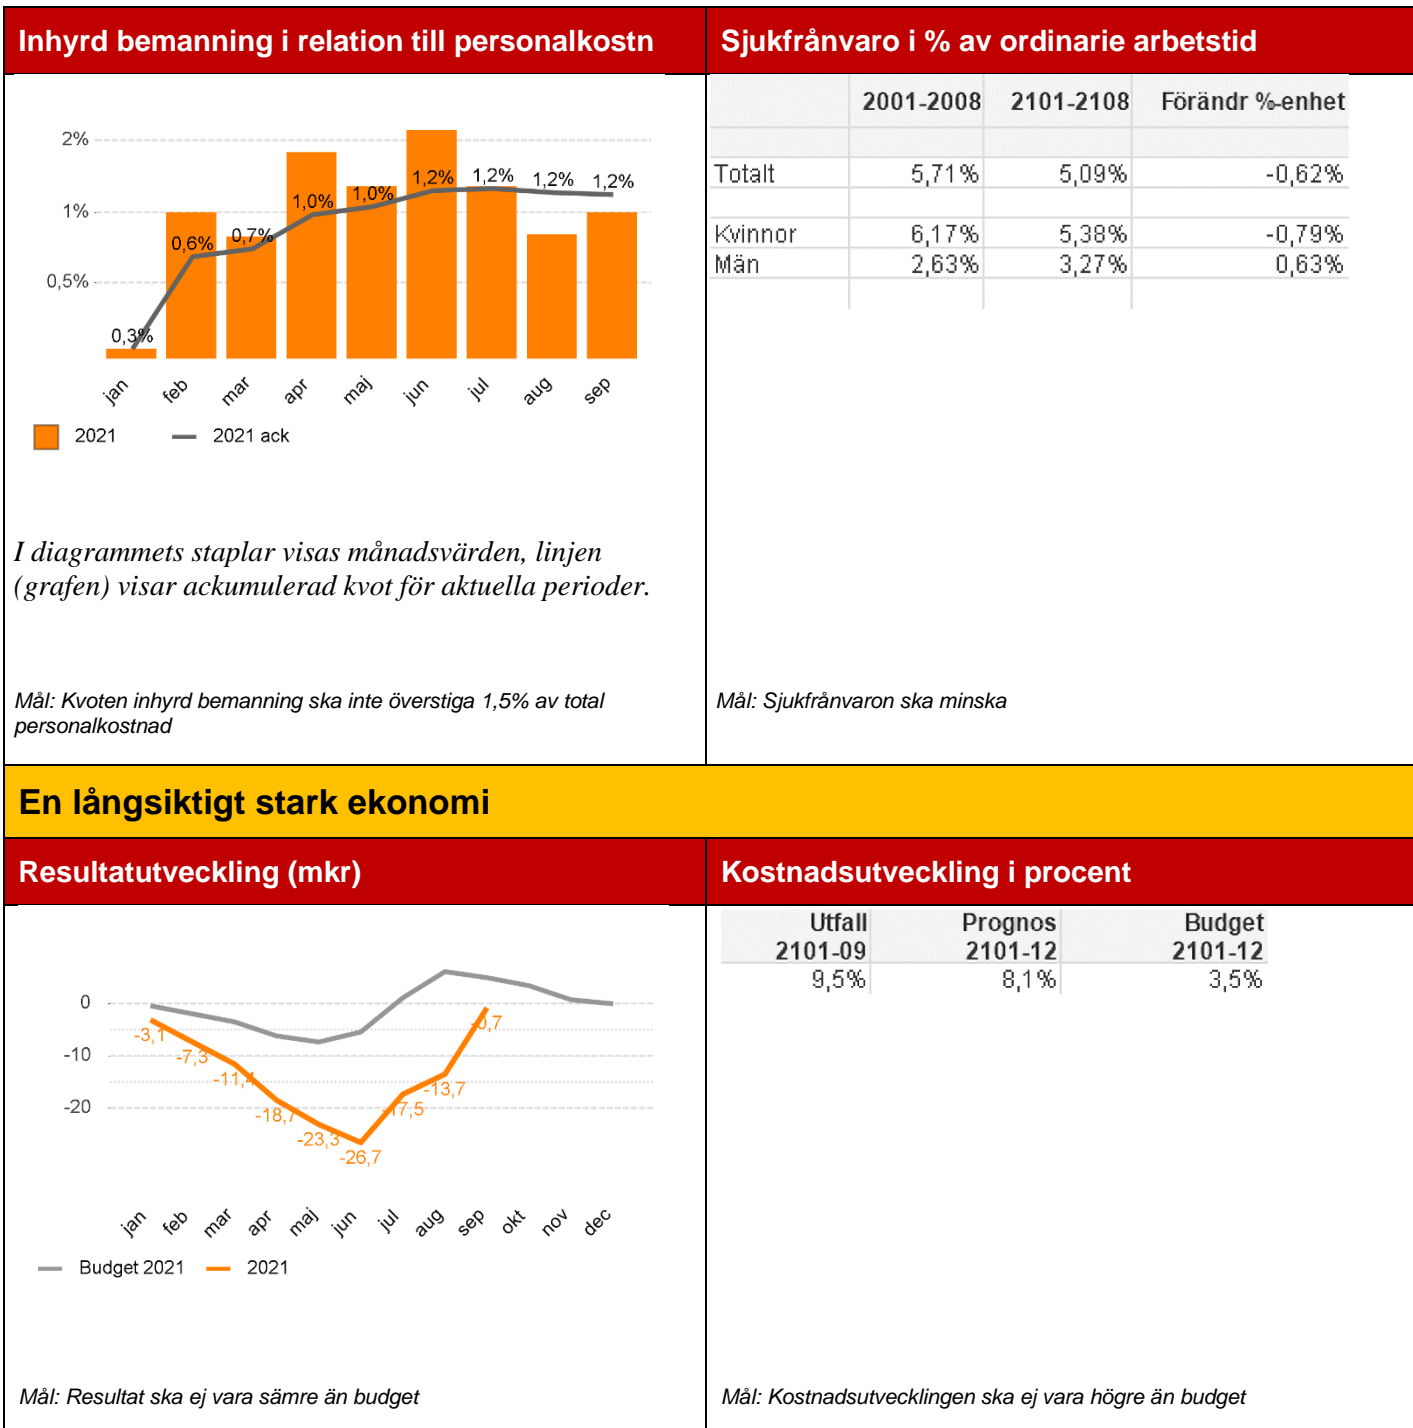 Inhyrd bemanning i relation till personalkostn
2%
1%
0,5%
0,3%
0,6%
0,7%
1,0%
1,0%
1,2%
1,2%
1,2%
1,2%
jan feb mar apr maj jun jul aug sep
2021 2021 ack
I diagrammets staplar visas månadsvärden, linjen
(grafen) visar ackumulerad kvot för aktuella perioder.
Mål: Kvoten inhyrd bemanning ska inte överstiga 1,5% av total
personalkostnad
Sjukfrånvaro i % av ordinarie arbetstid
2001-2008 2101-2108 Förändr %-enhet
Totalt 5,71% 5,09% -0,62%
Kvinnor 6,17% 5,38% -0,79%
Män 2,63% 3,27% 0,63%
Mål: Sjukfrånvaron ska minska
En långsiktigt stark ekonomi
Resultatutveckling (mkr)
0
-10
-20
-3,1
-7,3
-11,4
-18,7
-23,3
-26,7
-17,5
-13,7
-0,7
jan feb mar apr maj jun jul aug sep okt nov dec
Budget 2021 2021
Mål: Resultat ska ej vara sämre än budget
Kostnadsutveckling i procent
Utfall Prognos Budget
2101-09 2101-12 2101-12
9,5% 8,1% 3,5%
Mål: Kostnadsutvecklingen ska ej vara högre än budget